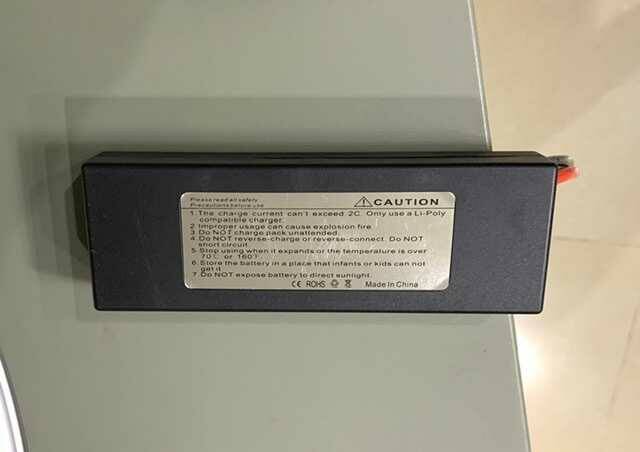 Please read all safety
Precautions before use
⚠CAUTION
1.The charge current can't exceed 2C. Only use a Li-Poly
compatible charger.
2 Improper usage can cause explosion fire
3.Do NOT charge pack unattended.
4.Do NOT reverse-charge or reverse-connect. Do NOT
short circuit
5 Stop using when it expands or the temperature is over
70℃ or 160℉.
6.Store the battery in a place that infants or kids can not
get it
7 Do NOT expose battery to direct sunlight.
CE ROHS Made In China